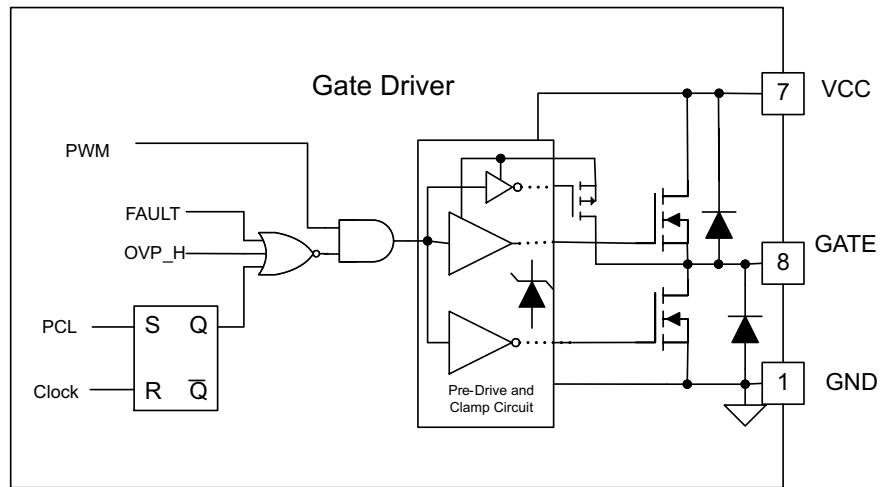 Gate Driver
7 VCC
PWM
FAULT
OVP_H
8 GATE
PCL S Q
Clock R Q̅
Pre-Drive and
Clamp Circuit
1 GND